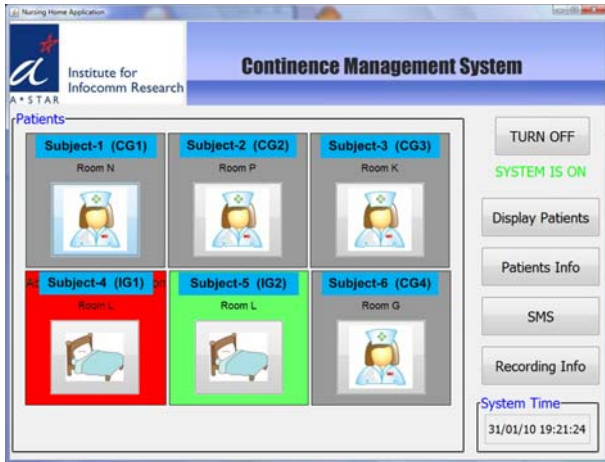 Nursing Home Application
A*STAR
Institute for
Infocomm Research
Continence Management System
Patients
Subject-1 (CG1)
Room N
Subject-2 (CG2)
Room P
Subject-3 (CG3)
Room K
Subject-4 (IG1)
Room L
Subject-5 (IG2)
Room L
Subject-6 (CG4)
Room G
TURN OFF
SYSTEM IS ON
Display Patients
Patients Info
SMS
Recording Info
System Time
31/01/10 19:21:24